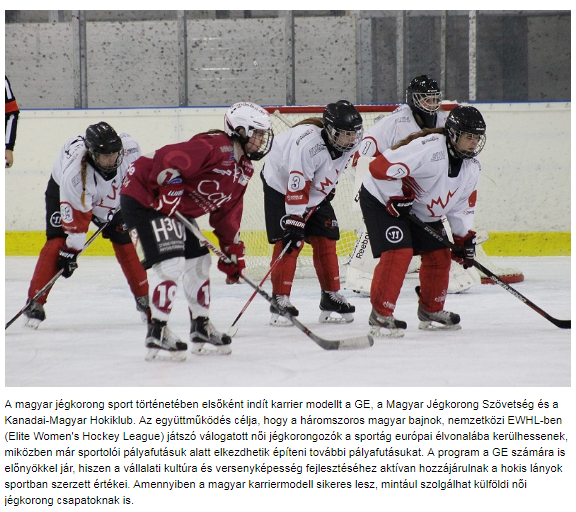 Reebok
3
H3U
19
A magyar jégkorong sport történetében elsőként indít karrier modellt a GE, a Magyar Jégkorong Szövetség és a
Kanadai-Magyar Hokiklub. Az együttműködés célja, hogy a háromszoros magyar bajnok, nemzetközi EWHL-ben
(Elite Women's Hockey League) játszó válogatott női jégkorongozók a sportág európai élvonalába kerülhessenek,
miközben már sportolói pályafutásuk alatt elkezdhetik építeni további pályafutásukat. A program a GE számára is
előnyökkel jár, hiszen a vállalati kultúra és versenyképesség fejlesztéséhez aktívan hozzájárulnak a hokis lányok
sportban szerzett értékei. Amennyiben a magyar karriermodell sikeres lesz, mintául szolgálhat külföldi női
jégkorong csapatoknak is.